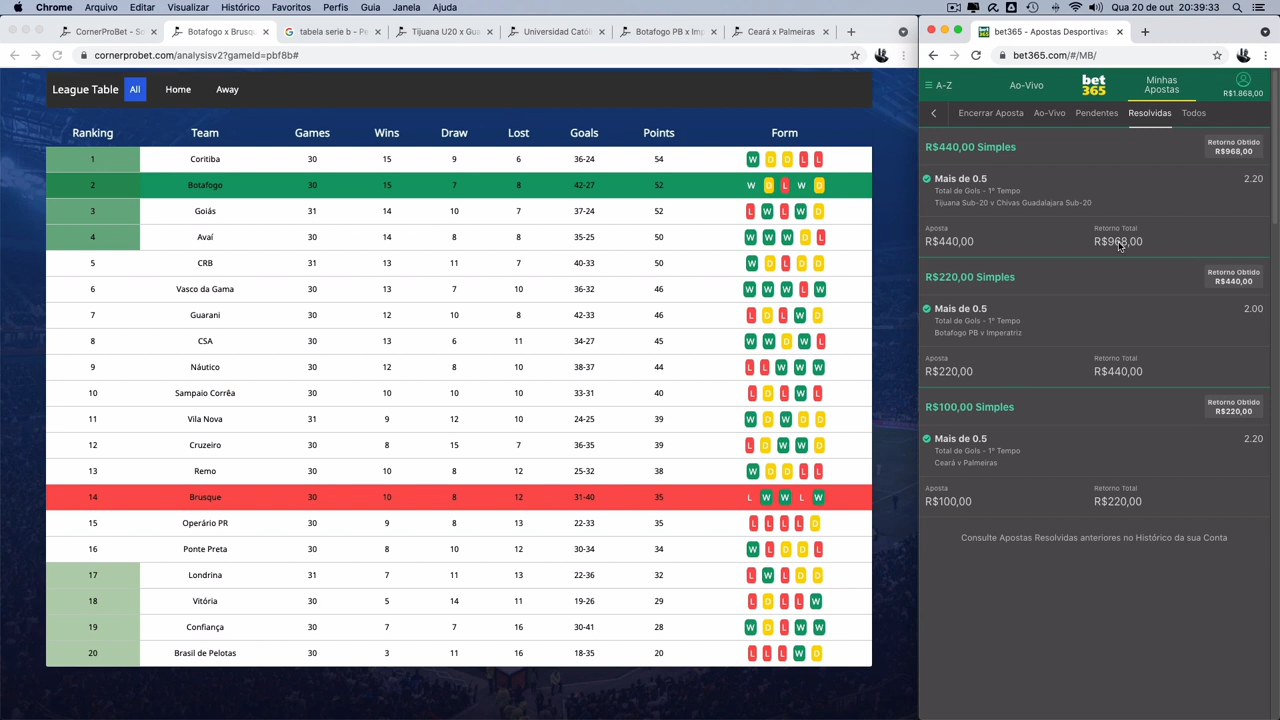 Chrome Arquivo Editar Visualizar Histórico Favoritos Perfis Guia Janela Ajuda
Qua 20 de out 20:39:33
CornerProBet - S
Botafogo x Brusq
tabela serie b - Pe
Tijuana U20 x Gua
Universidad Catól
Botafogo PB x Imp
Ceará x Palmeiras
cornerprobet.com/analysisv2?gameId=pbf8b#
League Table All Home Away
Ranking Team Games Wins Draw Lost Goals Points Form
1 Coritiba 30 15 9 6 36-24 54 W D D L L
2 Botafogo 30 15 7 8 42-27 52 W D L W D
3 Goiás 31 14 10 7 37-24 52 L W L W D
4 Avaí 30 14 8 8 35-25 50 W W W D L
5 CRB 31 13 11 7 40-33 50 W D L D D
6 Vasco da Gama 30 13 7 10 36-32 46 W W W L W
7 Guarani 30 12 10 8 42-33 46 L D L W D
8 CSA 30 13 6 11 34-27 45 W W D W L
9 Náutico 30 12 8 10 38-37 44 L L W W W
10 Sampaio Corrêa 30 10 10 10 33-31 40 L D L W L
11 Vila Nova 31 9 12 10 24-25 39 W D W D D
12 Cruzeiro 30 8 15 7 36-35 39 L D W W D
13 Remo 30 10 8 12 25-32 38 W D D L L
14 Brusque 30 10 8 12 31-40 35 L W W L W
15 Operário PR 30 9 8 13 22-33 35 L L L L D
16 Ponte Preta 30 8 10 12 30-34 34 W L D D L
17 Londrina 31 7 11 13 22-36 32 L W L D D
18 Vitória 30 5 14 11 19-26 29 L D L L W
19 Confiança 30 7 7 16 30-41 28 W D L W W
20 Brasil de Pelotas 30 3 11 16 18-35 20 L L L W D
bet365 - Apostas Desportivas
bet365.com/#/MB/
A-Z Ao-Vivo bet365 Minhas Apostas R$1.868,00
Encerrar Aposta Ao-Vivo Pendentes Resolvidas Todos
R$440,00 Simples
Retorno Obtido
R$968,00
Mais de 0.5 2.20
Total de Gols - 1º Tempo
Tijuana Sub-20 v Chivas Guadalajara Sub-20
Aposta Retorno Total
R$440,00 R$968,00
R$220,00 Simples
Retorno Obtido
R$440,00
Mais de 0.5 2.00
Total de Gols - 1º Tempo
Botafogo PB v Imperatriz
Aposta Retorno Total
R$220,00 R$440,00
R$100,00 Simples
Retorno Obtido
R$220,00
Mais de 0.5 2.20
Total de Gols - 1º Tempo
Ceará v Palmeiras
Aposta Retorno Total
R$100,00 R$220,00
Consulte Apostas Resolvidas anteriores no Histórico da sua Conta